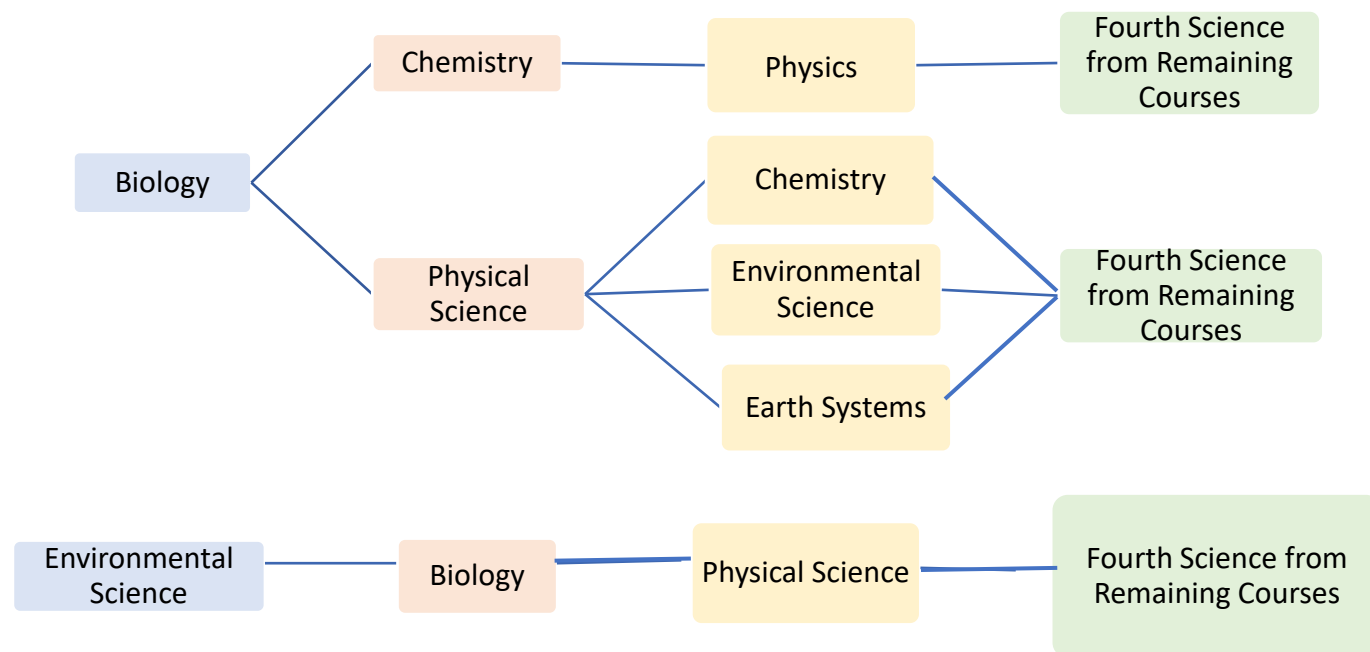 Biology
Chemistry
Physics
Fourth Science
from Remaining
Courses
Physical
Science
Chemistry
Environmental
Science
Earth Systems
Fourth Science
from Remaining
Courses
Environmental
Science
Biology
Physical Science
Fourth Science from
Remaining Courses